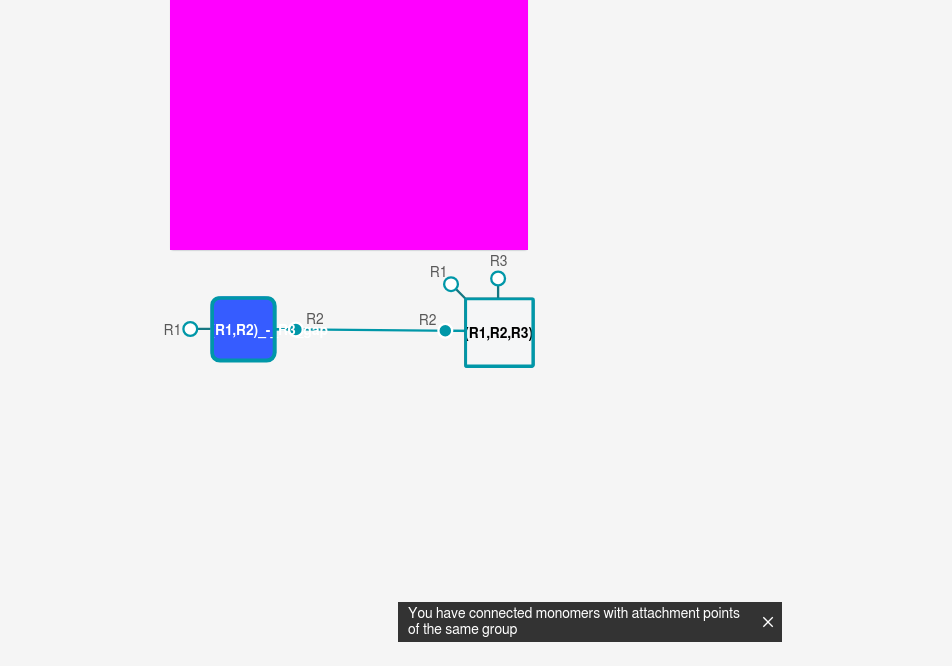 R3
R1
R2
R2
R1
R1,R2)_-_R3_gap
(R1,R2,R3)
You have connected monomers with attachment points
of the same group